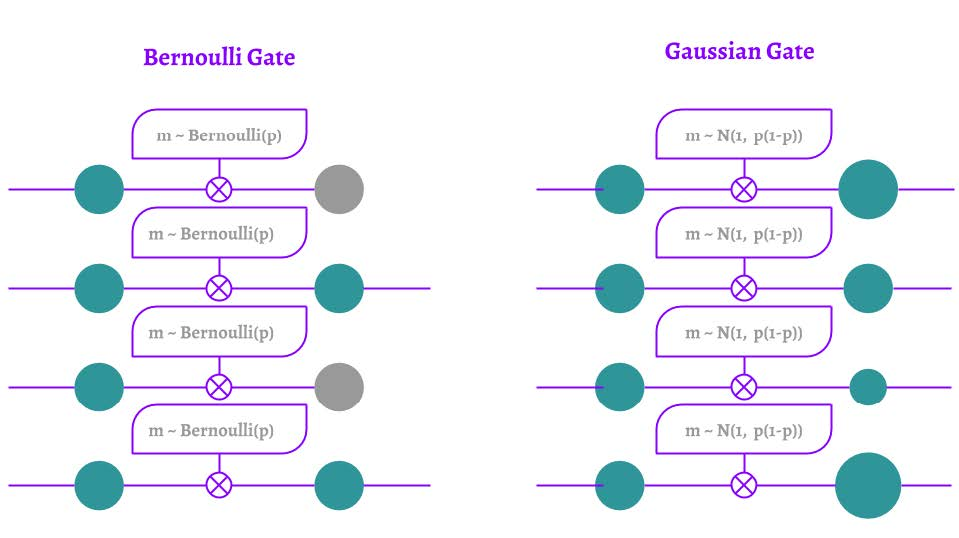 Bernoulli Gate
m ~ Bernoulli(p)
m ~ Bernoulli(p)
m ~ Bernoulli(p)
m ~ Bernoulli(p)
Gaussian Gate
m ~ N(1, p(1-p))
m ~ N(1, p(1-p))
m ~ N(1, p(1-p))
m ~ N(1, p(1-p))